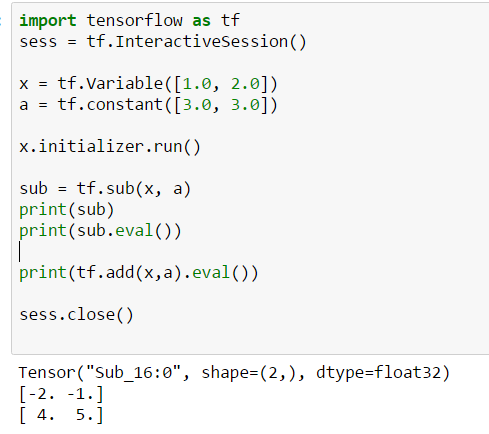 import tensorflow as tf
sess = tf.InteractiveSession()
x = tf.Variable([1.0, 2.0])
a = tf.constant([3.0, 3.0])
x.initializer.run()
sub = tf.sub(x, a)
print(sub)
print(sub.eval())
print(tf.add(x,a).eval())
sess.close()
Tensor("Sub_16:0", shape=(2,), dtype=float32)
[-2. -1.]
[ 4.  5.]